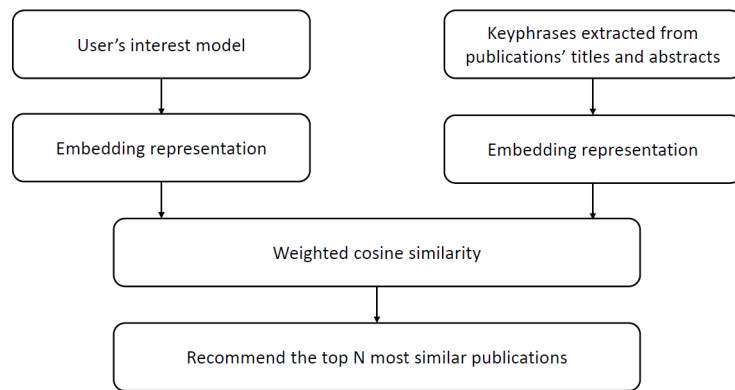 User’s interest model
Keyphrases extracted from
publications’ titles and abstracts
Embedding representation
Embedding representation
Weighted cosine similarity
Recommend the top N most similar publications